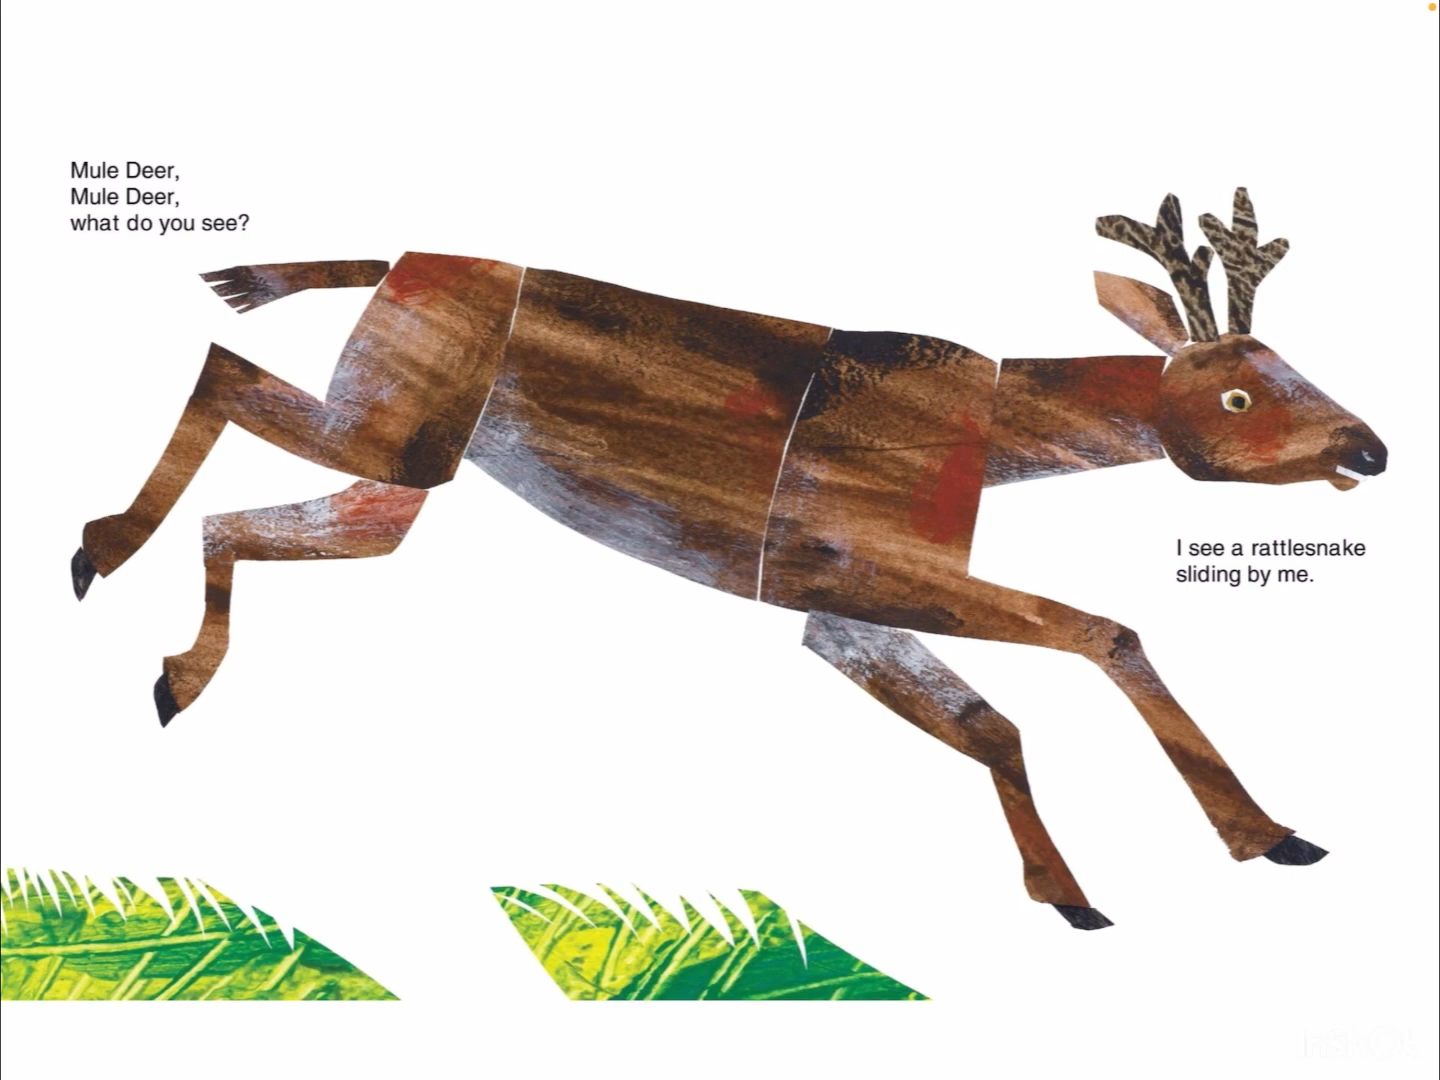 Mule Deer,
Mule Deer,
what do you see?
I see a rattlesnake
sliding by me.